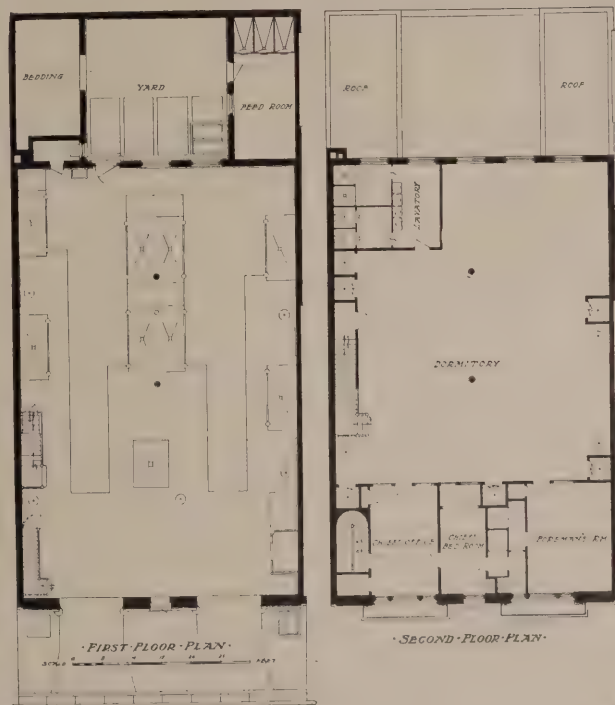 BEDDING
YARD
FEED ROOM
·FIRST·FLOOR·PLAN·
SCALE
FEET
ROOF
ROOF
LAVATORY
DORMITORY
CHIEF'S OFFICE
CHIEF'S BED ROOM
FOREMAN'S RM
·SECOND·FLOOR·PLAN·